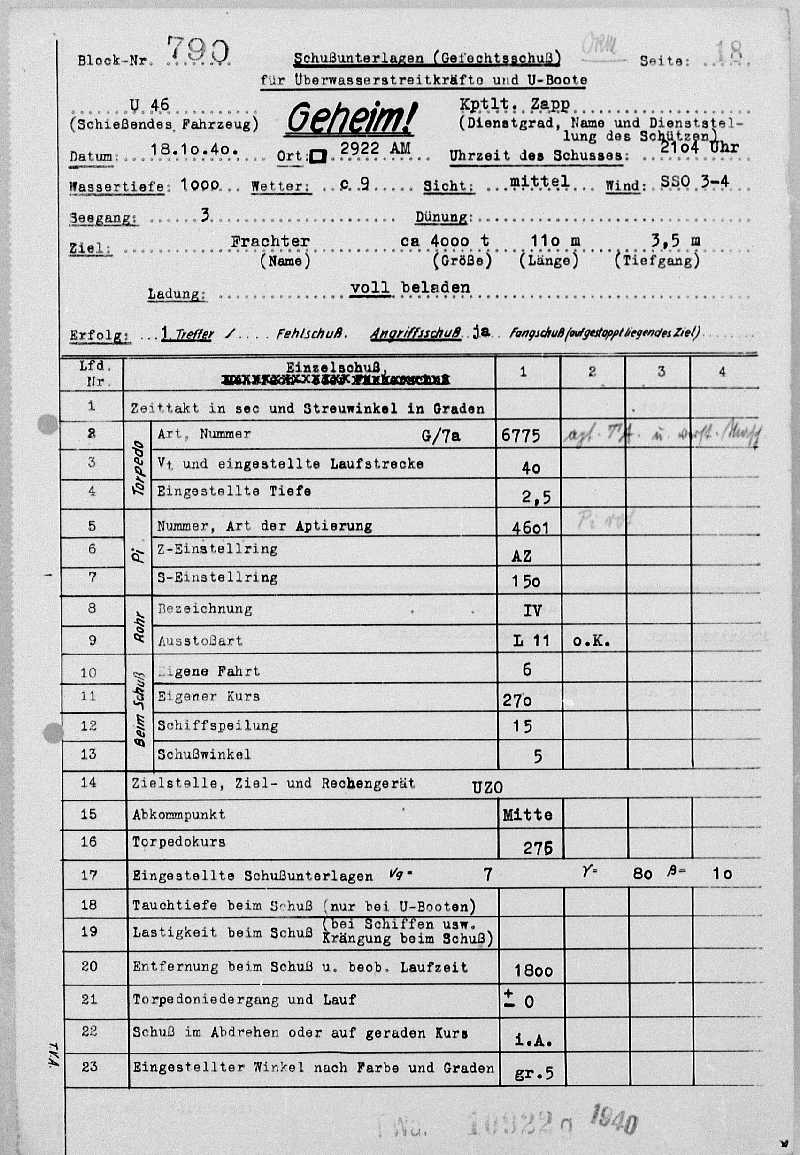 Block-Nr. 790 Schußunterlagen (Gefechtsschuß) ORM Seite: 18
für Überwasserstreitkräfte und U-Boote
U 46 Geheim! Kptlt. Zapp
(Schießendes Fahrzeug) (Dienstgrad, Name und Dienststel-
lung des Schützen)
Datum: 18.10.40. Ort: 2922 AM Uhrzeit des Schusses: 2104 Uhr
Wassertiefe: 1000 Wetter: c 9 Sicht: mittel Wind: SSO 3-4
Seegang: 3 Dünung:
Ziel: Frachter ca 4000 t 110 m 3,5 m
(Name) (Größe) (Länge) (Tiefgang)
Ladung: voll beladen
Erfolg: 1 Treffer / Fehlschuß. Angriffsschuß ja Fangschuß (auf gestoppt liegendes Ziel)
Lfd. Nr. Einzelschuß, 1 2 3 4
1 Zeittakt in sec und Streuwinkel in Graden
Torpedo
2 Art, Nummer G/7a 6775
3 Vt und eingestellte Laufstrecke 40
4 Eingestellte Tiefe 2,5
Pi
5 Nummer, Art der Aptierung 4601 Pi rot
6 Z-Einstellring AZ
7 S-Einstellring 150
Rohr
8 Bezeichnung IV
9 Ausstoßart L 11 o.K.
Beim Schuß
10 Eigene Fahrt 6
11 Eigener Kurs 270
12 Schiffspeilung 15
13 Schußwinkel 5
14 Zielstelle, Ziel- und Rechengerät UZO
15 Abkommpunkt Mitte
16 Torpedokurs 275
17 Eingestellte Schußunterlagen Vg= 7 γ= 80 β= 10
18 Tauchtiefe beim Schuß (nur bei U-Booten)
19 Lastigkeit beim Schuß (bei Schiffen usw.
Krängung beim Schuß)
20 Entfernung beim Schuß u. beob. Laufzeit 1800
21 Torpedoniedergang und Lauf ± 0
22 Schuß im Abdrehen oder auf geraden Kurs i.A.
23 Eingestellter Winkel nach Farbe und Graden gr.5
TVA.
TWa. 10922 g 1940